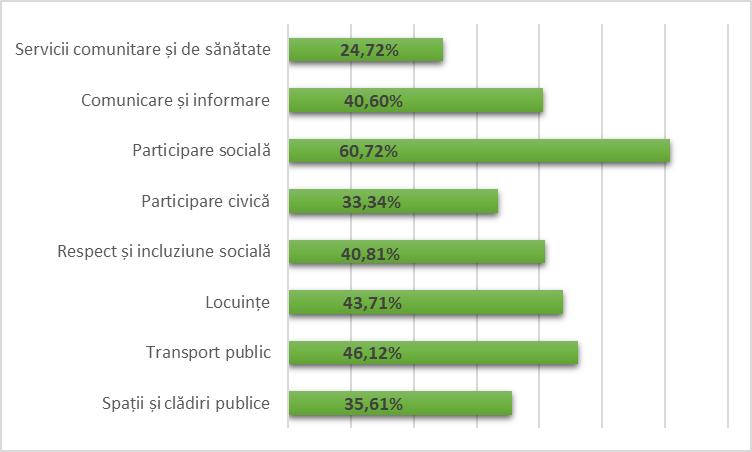 Servicii comunitare și de sănătate 24,72%
Comunicare și informare 40,60%
Participare socială 60,72%
Participare civică 33,34%
Respect și incluziune socială 40,81%
Locuințe 43,71%
Transport public 46,12%
Spații și clădiri publice 35,61%